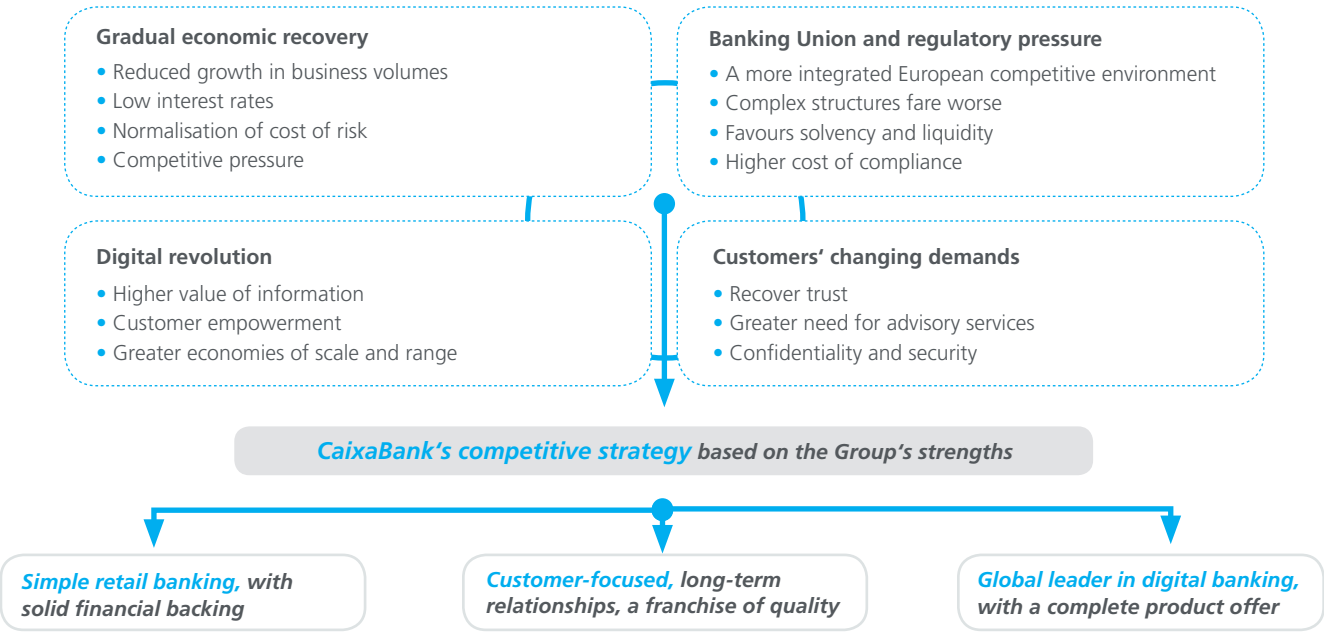 Gradual economic recovery
• Reduced growth in business volumes
• Low interest rates
• Normalisation of cost of risk
• Competitive pressure
Banking Union and regulatory pressure
• A more integrated European competitive environment
• Complex structures fare worse
• Favours solvency and liquidity
• Higher cost of compliance
Digital revolution
• Higher value of information
• Customer empowerment
• Greater economies of scale and range
Customers‘ changing demands
• Recover trust
• Greater need for advisory services
• Confidentiality and security
CaixaBank‘s competitive strategy based on the Group‘s strengths
Simple retail banking, with
solid financial backing
Customer-focused, long-term
relationships, a franchise of quality
Global leader in digital banking,
with a complete product offer